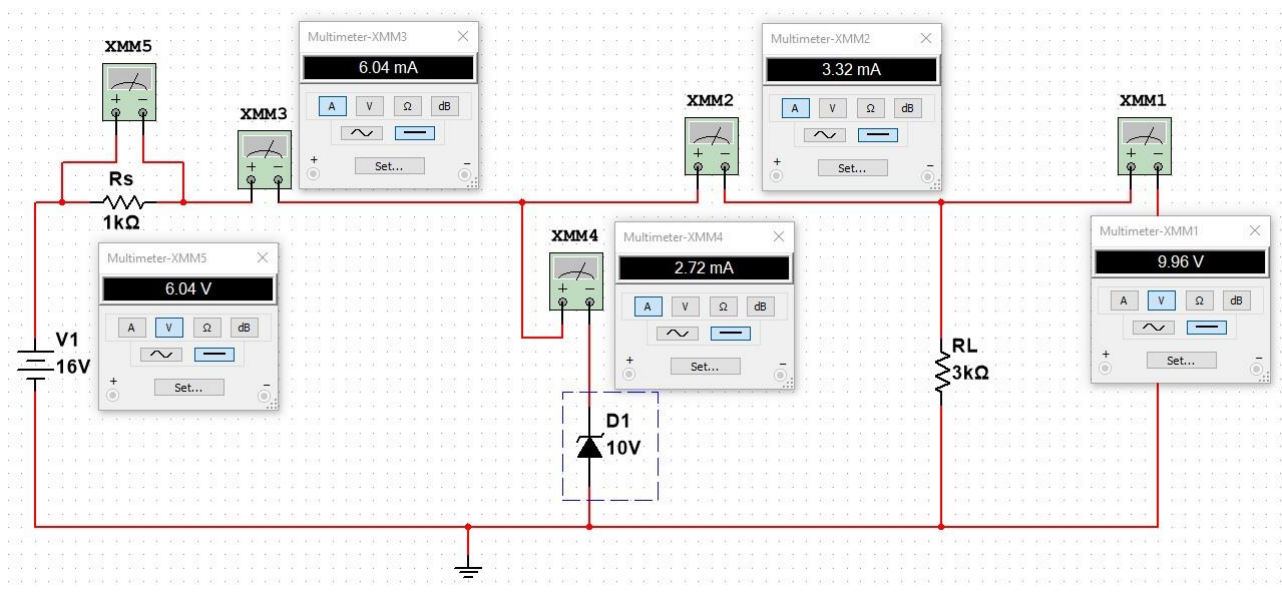 XMM5
Multimeter-XMM3
6.04 mA
A V Ω dB
Set...
+ −
XMM3
+ −
Multimeter-XMM2
3.32 mA
A V Ω dB
Set...
+ −
XMM2
+ −
XMM1
+ −
+ −
Rs
1kΩ
XMM4
+ −
Multimeter-XMM4
2.72 mA
A V Ω dB
Set...
+ −
Multimeter-XMM1
9.96 V
A V Ω dB
Set...
+ −
Multimeter-XMM5
6.04 V
A V Ω dB
Set...
+ −
V1
16V
RL
3kΩ
D1
10V